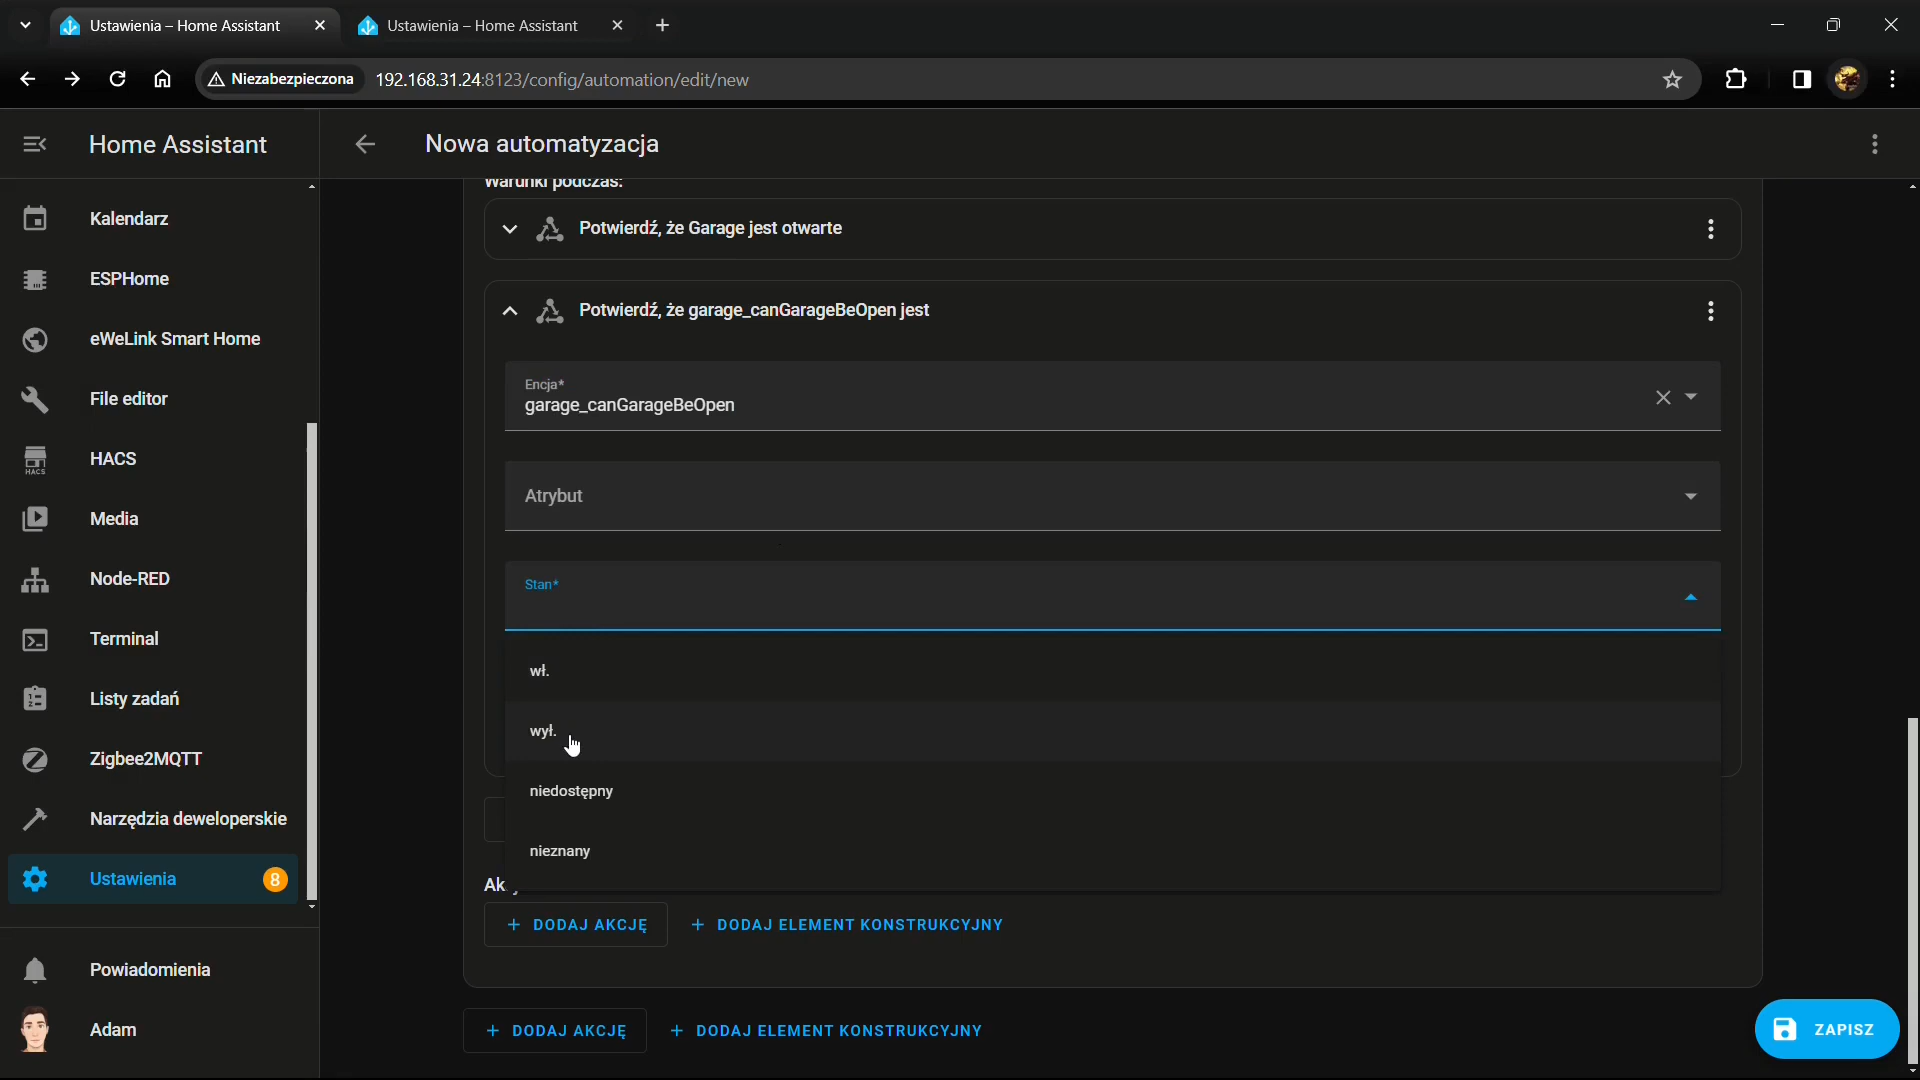 Ustawienia – Home Assistant
Ustawienia – Home Assistant
Niezabezpieczona
192.168.31.24:8123/config/automation/edit/new
Home Assistant
Nowa automatyzacja
Kalendarz
ESPHome
eWeLink Smart Home
File editor
HACS
HACS
Media
Node-RED
Terminal
Listy zadań
Zigbee2MQTT
Narzędzia deweloperskie
Ustawienia
8
Powiadomienia
Adam
Warunki podczas:
Potwierdź, że Garage jest otwarte
Potwierdź, że garage_canGarageBeOpen jest
Encja*
garage_canGarageBeOpen
Atrybut
Stan*
wł.
wył.
niedostępny
nieznany
+ DODAJ AKCJĘ
+ DODAJ ELEMENT KONSTRUKCYJNY
+ DODAJ AKCJĘ
+ DODAJ ELEMENT KONSTRUKCYJNY
ZAPISZ